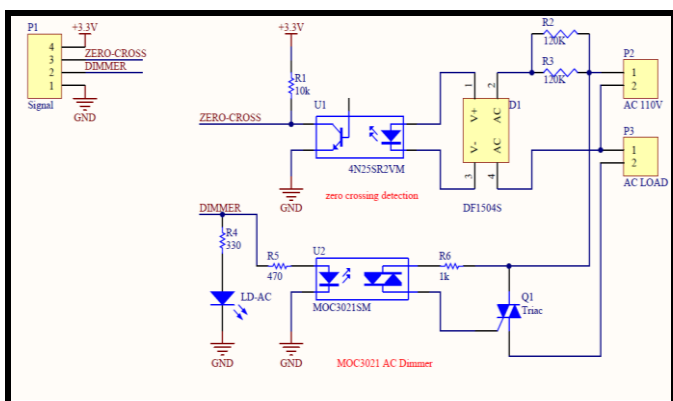 P1
+3.3V
4
3
2
1
ZERO-CROSS
DIMMER
Signal
GND
+3.3V
R1
10k
ZERO-CROSS
U1
4N25SR2VM
GND
zero crossing detection
1
2
V+
AC
V-
AC
3
4
D1
DF1504S
R2
120K
R3
120K
P2
1
2
AC 110V
P3
1
2
AC LOAD
DIMMER
R4
330
LD-AC
GND
R5
470
U2
MOC3021SM
GND
R6
1k
Q1
Triac
MOC3021 AC Dimmer